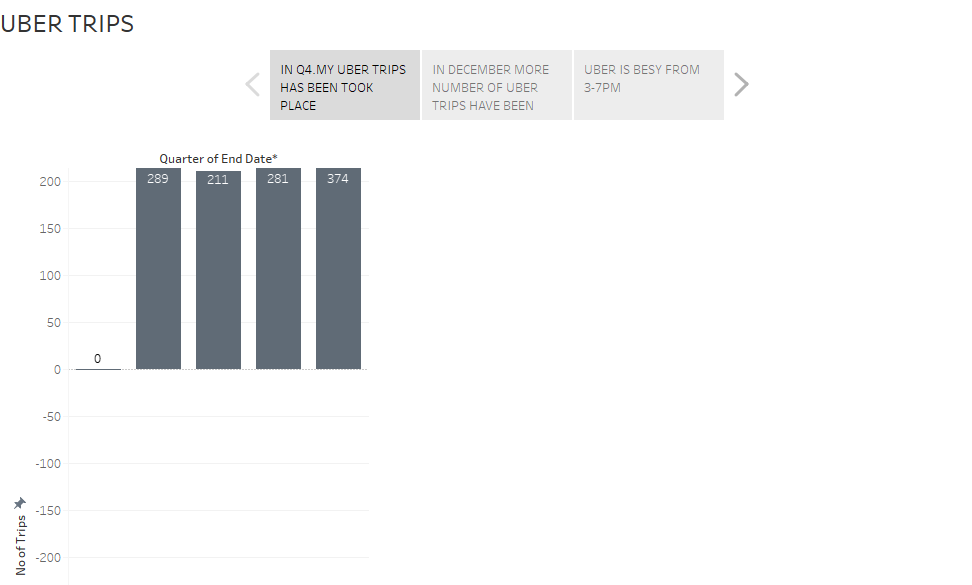 UBER TRIPS
IN Q4.MY UBER TRIPS
HAS BEEN TOOK
PLACE
IN DECEMBER MORE
NUMBER OF UBER
TRIPS HAVE BEEN
UBER IS BESY FROM
3-7PM
Quarter of End Date*
200
150
100
50
0
-50
-100
-150
-200
0
289
211
281
374
No of Trips